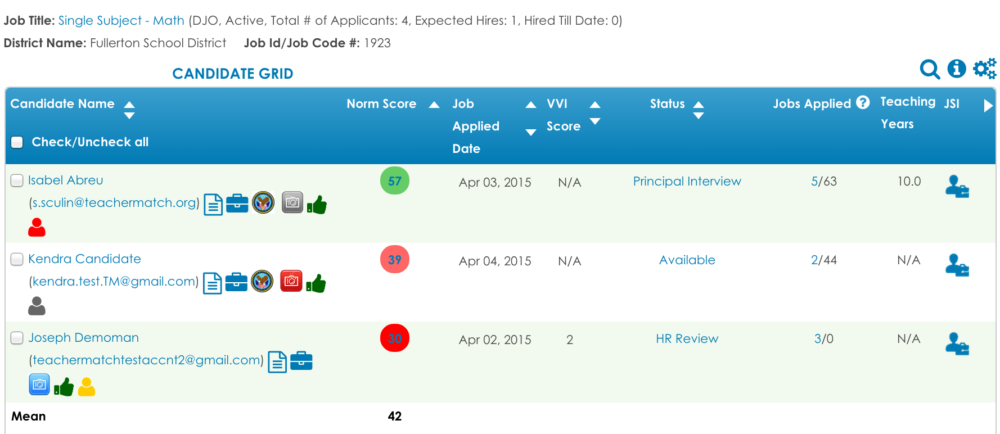 Job Title: Single Subject - Math (DJO, Active, Total # of Applicants: 4, Expected Hires: 1, Hired Till Date: 0)
District Name: Fullerton School District Job Id/Job Code #: 1923
CANDIDATE GRID
Candidate Name Norm Score Job Applied Date VVI Score Status Jobs Applied ? Teaching Years JSI
Check/Uncheck all
Isabel Abreu 57 Apr 03, 2015 N/A Principal Interview 5/63 10.0
(s.sculin@teachermatch.org)
Kendra Candidate 39 Apr 04, 2015 N/A Available 2/44 N/A
(kendra.test.TM@gmail.com)
Joseph Demoman 30 Apr 02, 2015 2 HR Review 3/0 N/A
(teachermatchtestaccnt2@gmail.com)
Mean 42